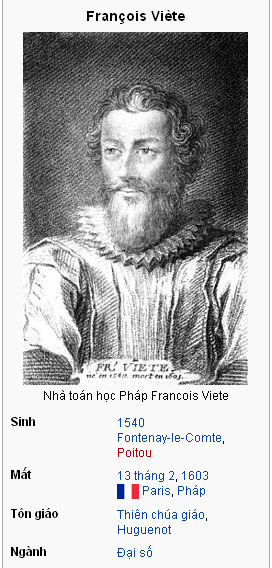 François Viète
FR. VIETE
né en 1540. mort en 1603.
Nhà toán học Pháp Francois Viete
Sinh 1540
Fontenay-le-Comte,
Poitou
Mất 13 tháng 2, 1603
Paris, Pháp
Tôn giáo Thiên chúa giáo,
Huguenot
Ngành Đại số